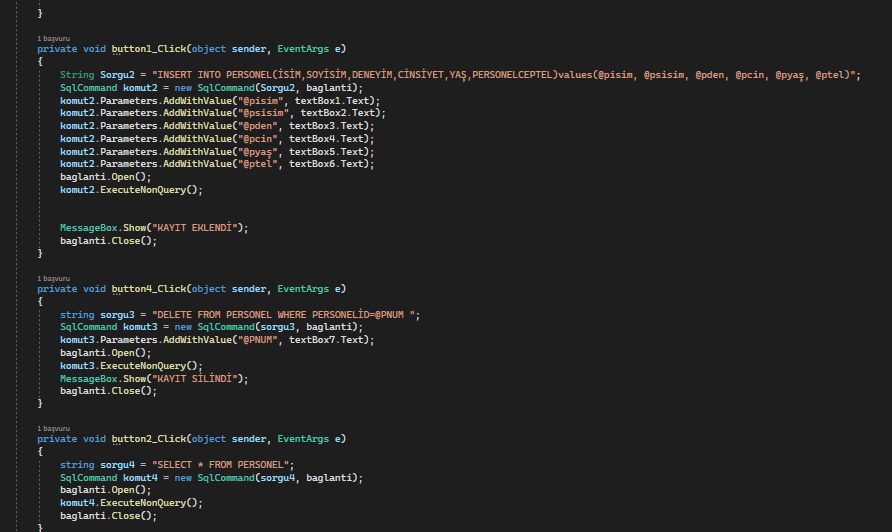 }
1 başvuru
private void button1_Click(object sender, EventArgs e)
{
String Sorgu2 = "INSERT INTO PERSONEL(İSİM,SOYİSİM,DENEYİM,CİNSİYET,YAŞ,PERSONELCEPTEL)values(@pisim, @psisim, @pden, @pcin, @pyaş, @ptel)";
SqlCommand komut2 = new SqlCommand(Sorgu2, baglanti);
komut2.Parameters.AddWithValue("@pisim", textBox1.Text);
komut2.Parameters.AddWithValue("@psisim", textBox2.Text);
komut2.Parameters.AddWithValue("@pden", textBox3.Text);
komut2.Parameters.AddWithValue("@pcin", textBox4.Text);
komut2.Parameters.AddWithValue("@pyaş", textBox5.Text);
komut2.Parameters.AddWithValue("@ptel", textBox6.Text);
baglanti.Open();
komut2.ExecuteNonQuery();
MessageBox.Show("KAYIT EKLENDİ");
baglanti.Close();
}
1 başvuru
private void button4_Click(object sender, EventArgs e)
{
string sorgu3 = "DELETE FROM PERSONEL WHERE PERSONELİD=@PNUM ";
SqlCommand komut3 = new SqlCommand(sorgu3, baglanti);
komut3.Parameters.AddWithValue("@PNUM", textBox7.Text);
baglanti.Open();
komut3.ExecuteNonQuery();
MessageBox.Show("KAYIT SİLİNDİ");
baglanti.Close();
}
1 başvuru
private void button2_Click(object sender, EventArgs e)
{
string sorgu4 = "SELECT * FROM PERSONEL";
SqlCommand komut4 = new SqlCommand(sorgu4, baglanti);
baglanti.Open();
komut4.ExecuteNonQuery();
baglanti.Close();
}